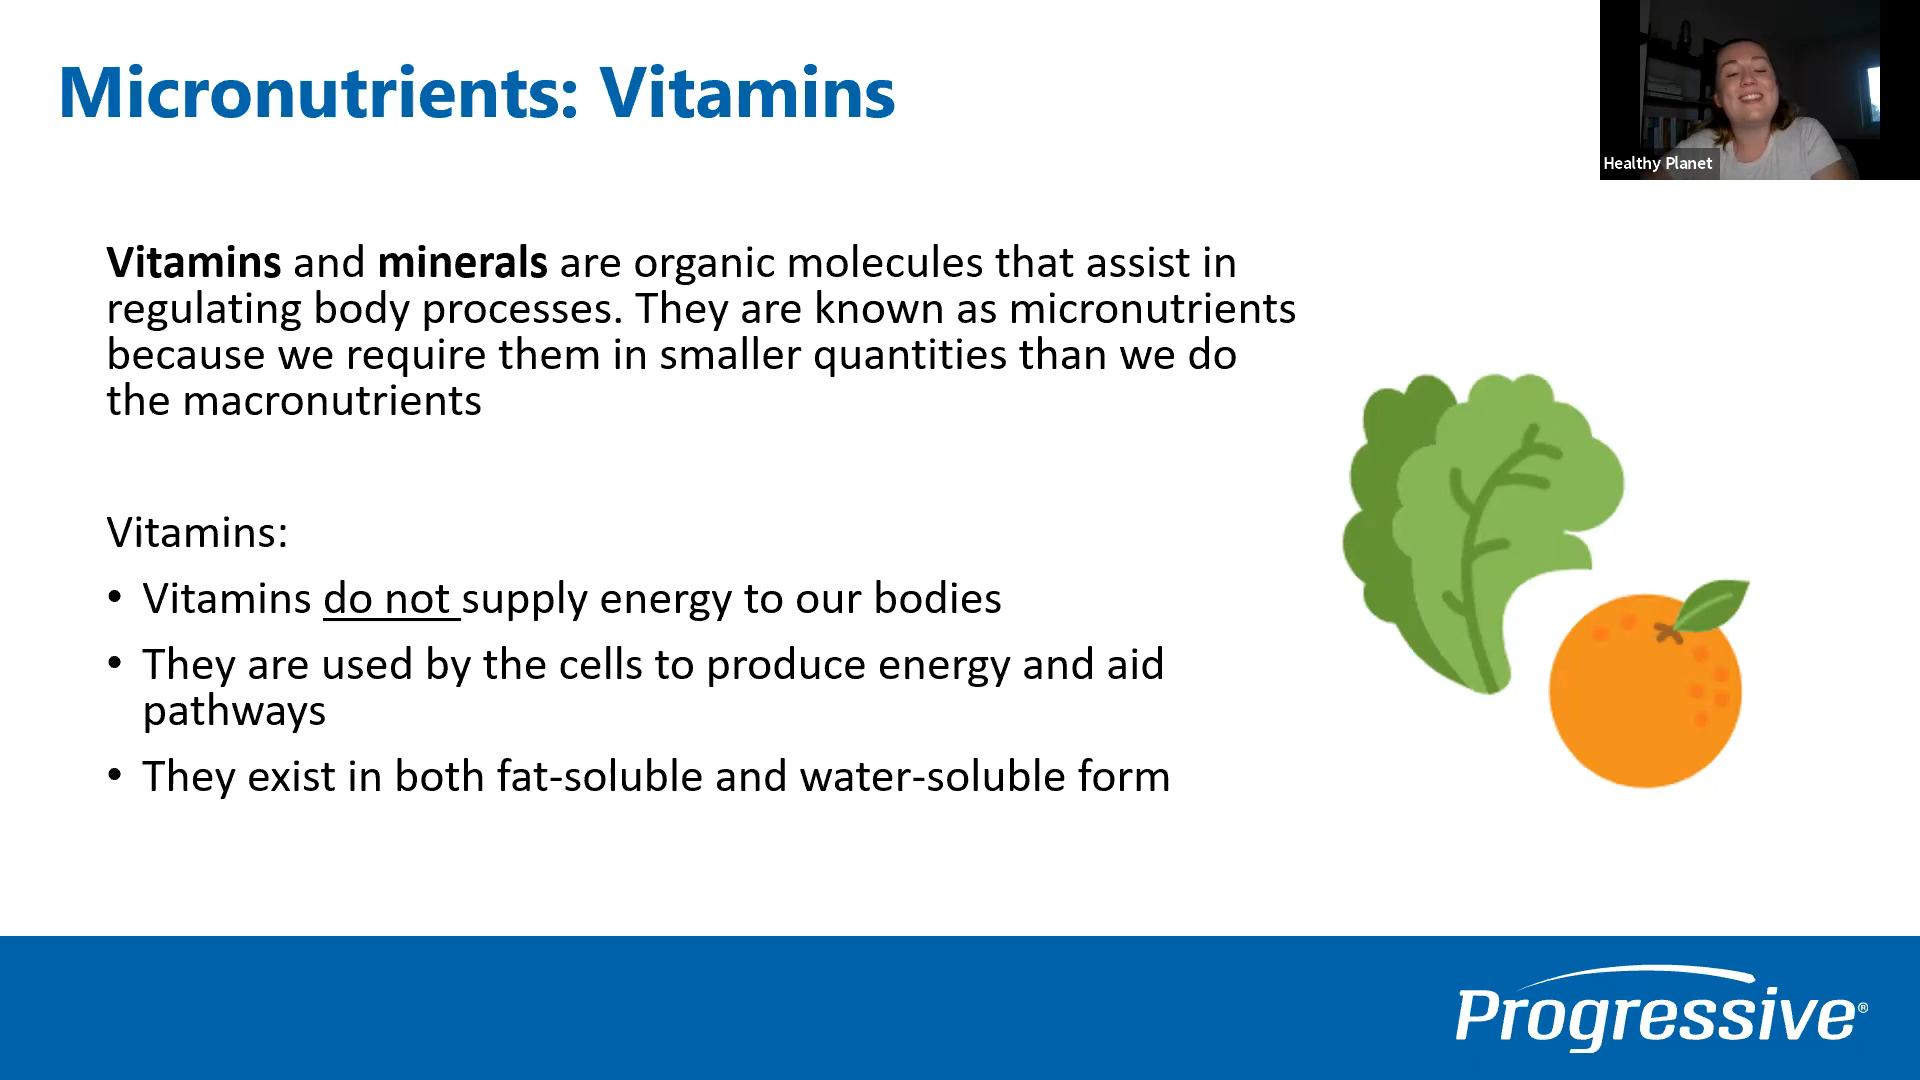 Micronutrients: Vitamins
Healthy Planet
Vitamins and minerals are organic molecules that assist in
regulating body processes. They are known as micronutrients
because we require them in smaller quantities than we do
the macronutrients
Vitamins:
• Vitamins do not supply energy to our bodies
• They are used by the cells to produce energy and aid
pathways
• They exist in both fat-soluble and water-soluble form
Progressive®